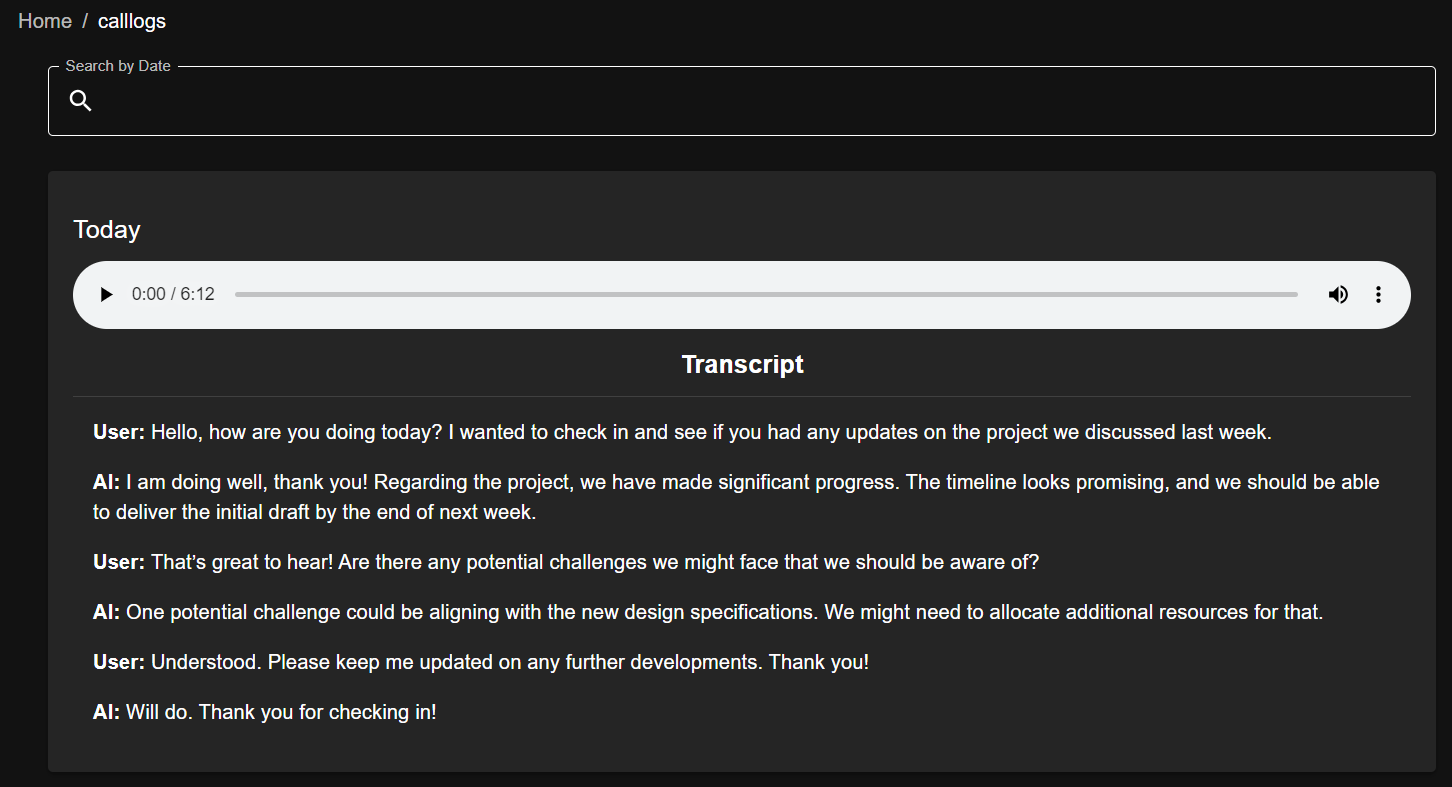 Home / calllogs
Search by Date
Today
0:00 / 6:12
Transcript
User: Hello, how are you doing today? I wanted to check in and see if you had any updates on the project we discussed last week.
AI: I am doing well, thank you! Regarding the project, we have made significant progress. The timeline looks promising, and we should be able
to deliver the initial draft by the end of next week.
User: That’s great to hear! Are there any potential challenges we might face that we should be aware of?
AI: One potential challenge could be aligning with the new design specifications. We might need to allocate additional resources for that.
User: Understood. Please keep me updated on any further developments. Thank you!
AI: Will do. Thank you for checking in!